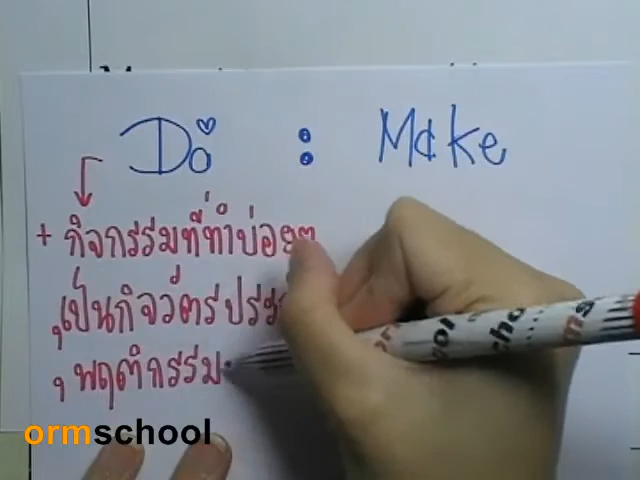 Do : Make
+ กิจกรรมที่ทำบ่อยๆ
, เป็นกิจวัตร
, พฤติกรรม
ormschool